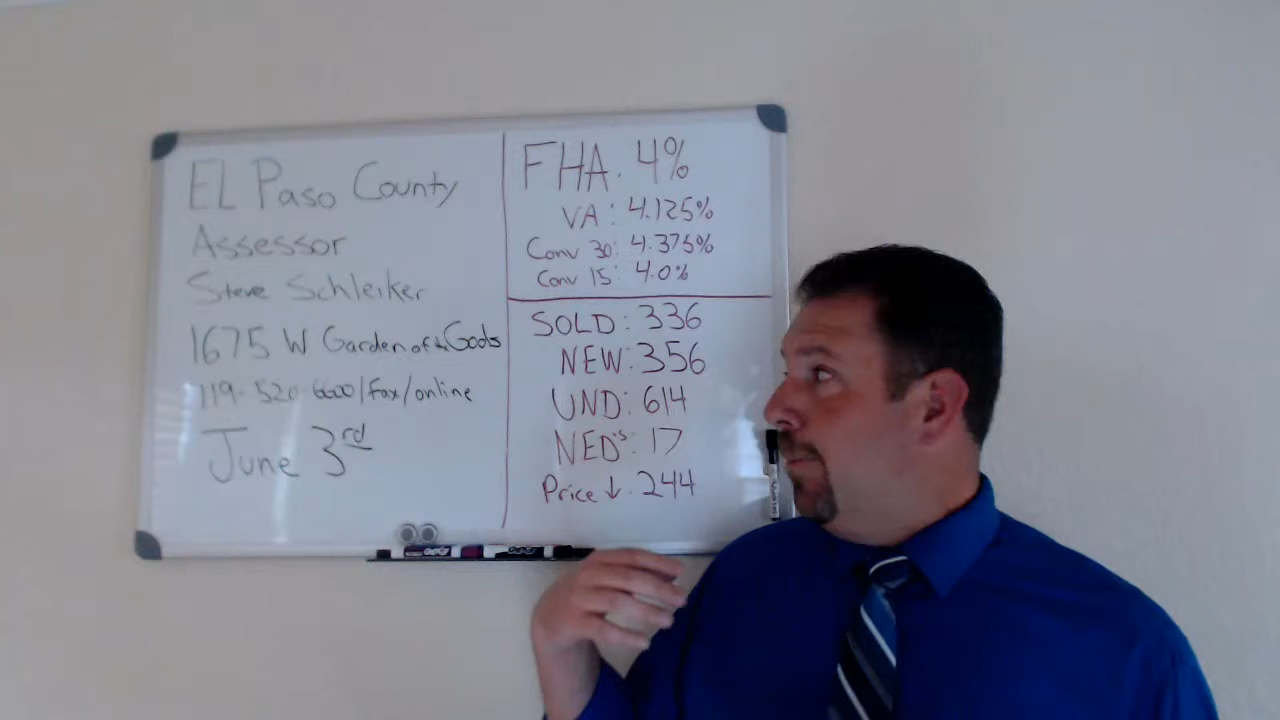 EL Paso County
Assessor
Steve Schleiker
1675 W Garden of the Gods
719-520-6600/fax/online
June 3rd
FHA. 4%
VA: 4.125%
Conv 30: 4.375%
Conv 15: 4.0%
SOLD: 336
NEW: 356
UND: 614
NED's: 17
Price ↓. 244